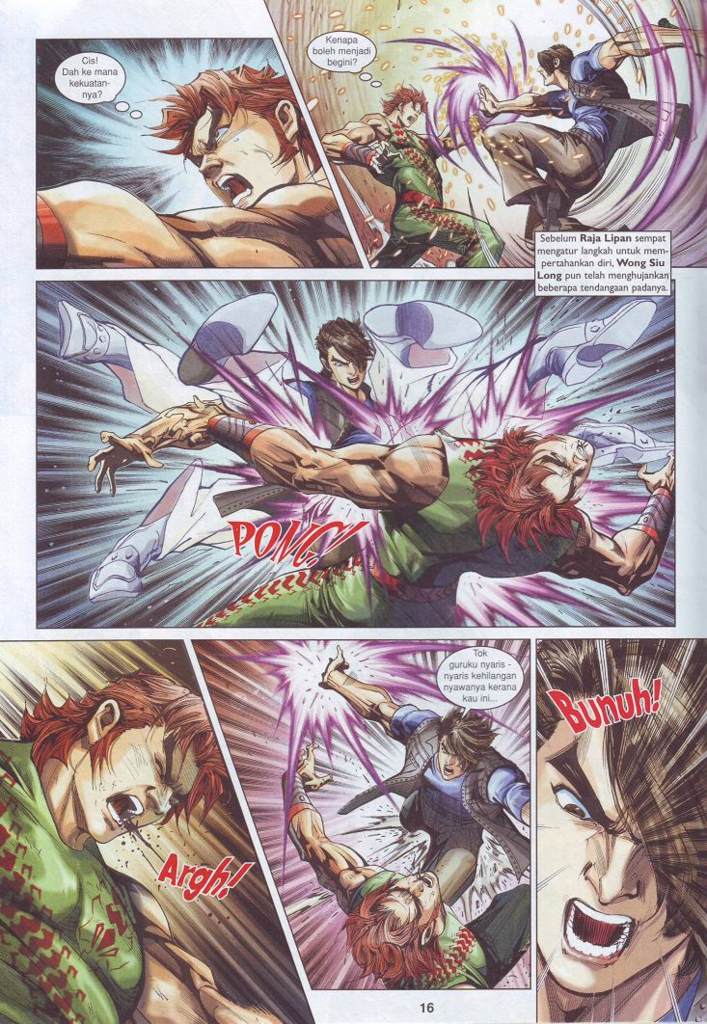 Cis!
Dah ke mana
kekuatan-
nya?
Kenapa
boleh menjadi
begini?
Sebelum Raja Lipan sempat
mengatur langkah untuk mem-
pertahankan diri, Wong Siu
Long pun telah menghujankan
beberapa tendangaan padanya.
PONG!
Argh!
Tok
guruku nyaris -
nyaris kehilangan
nyawanya kerana
kau ini...
Bunuh!
16